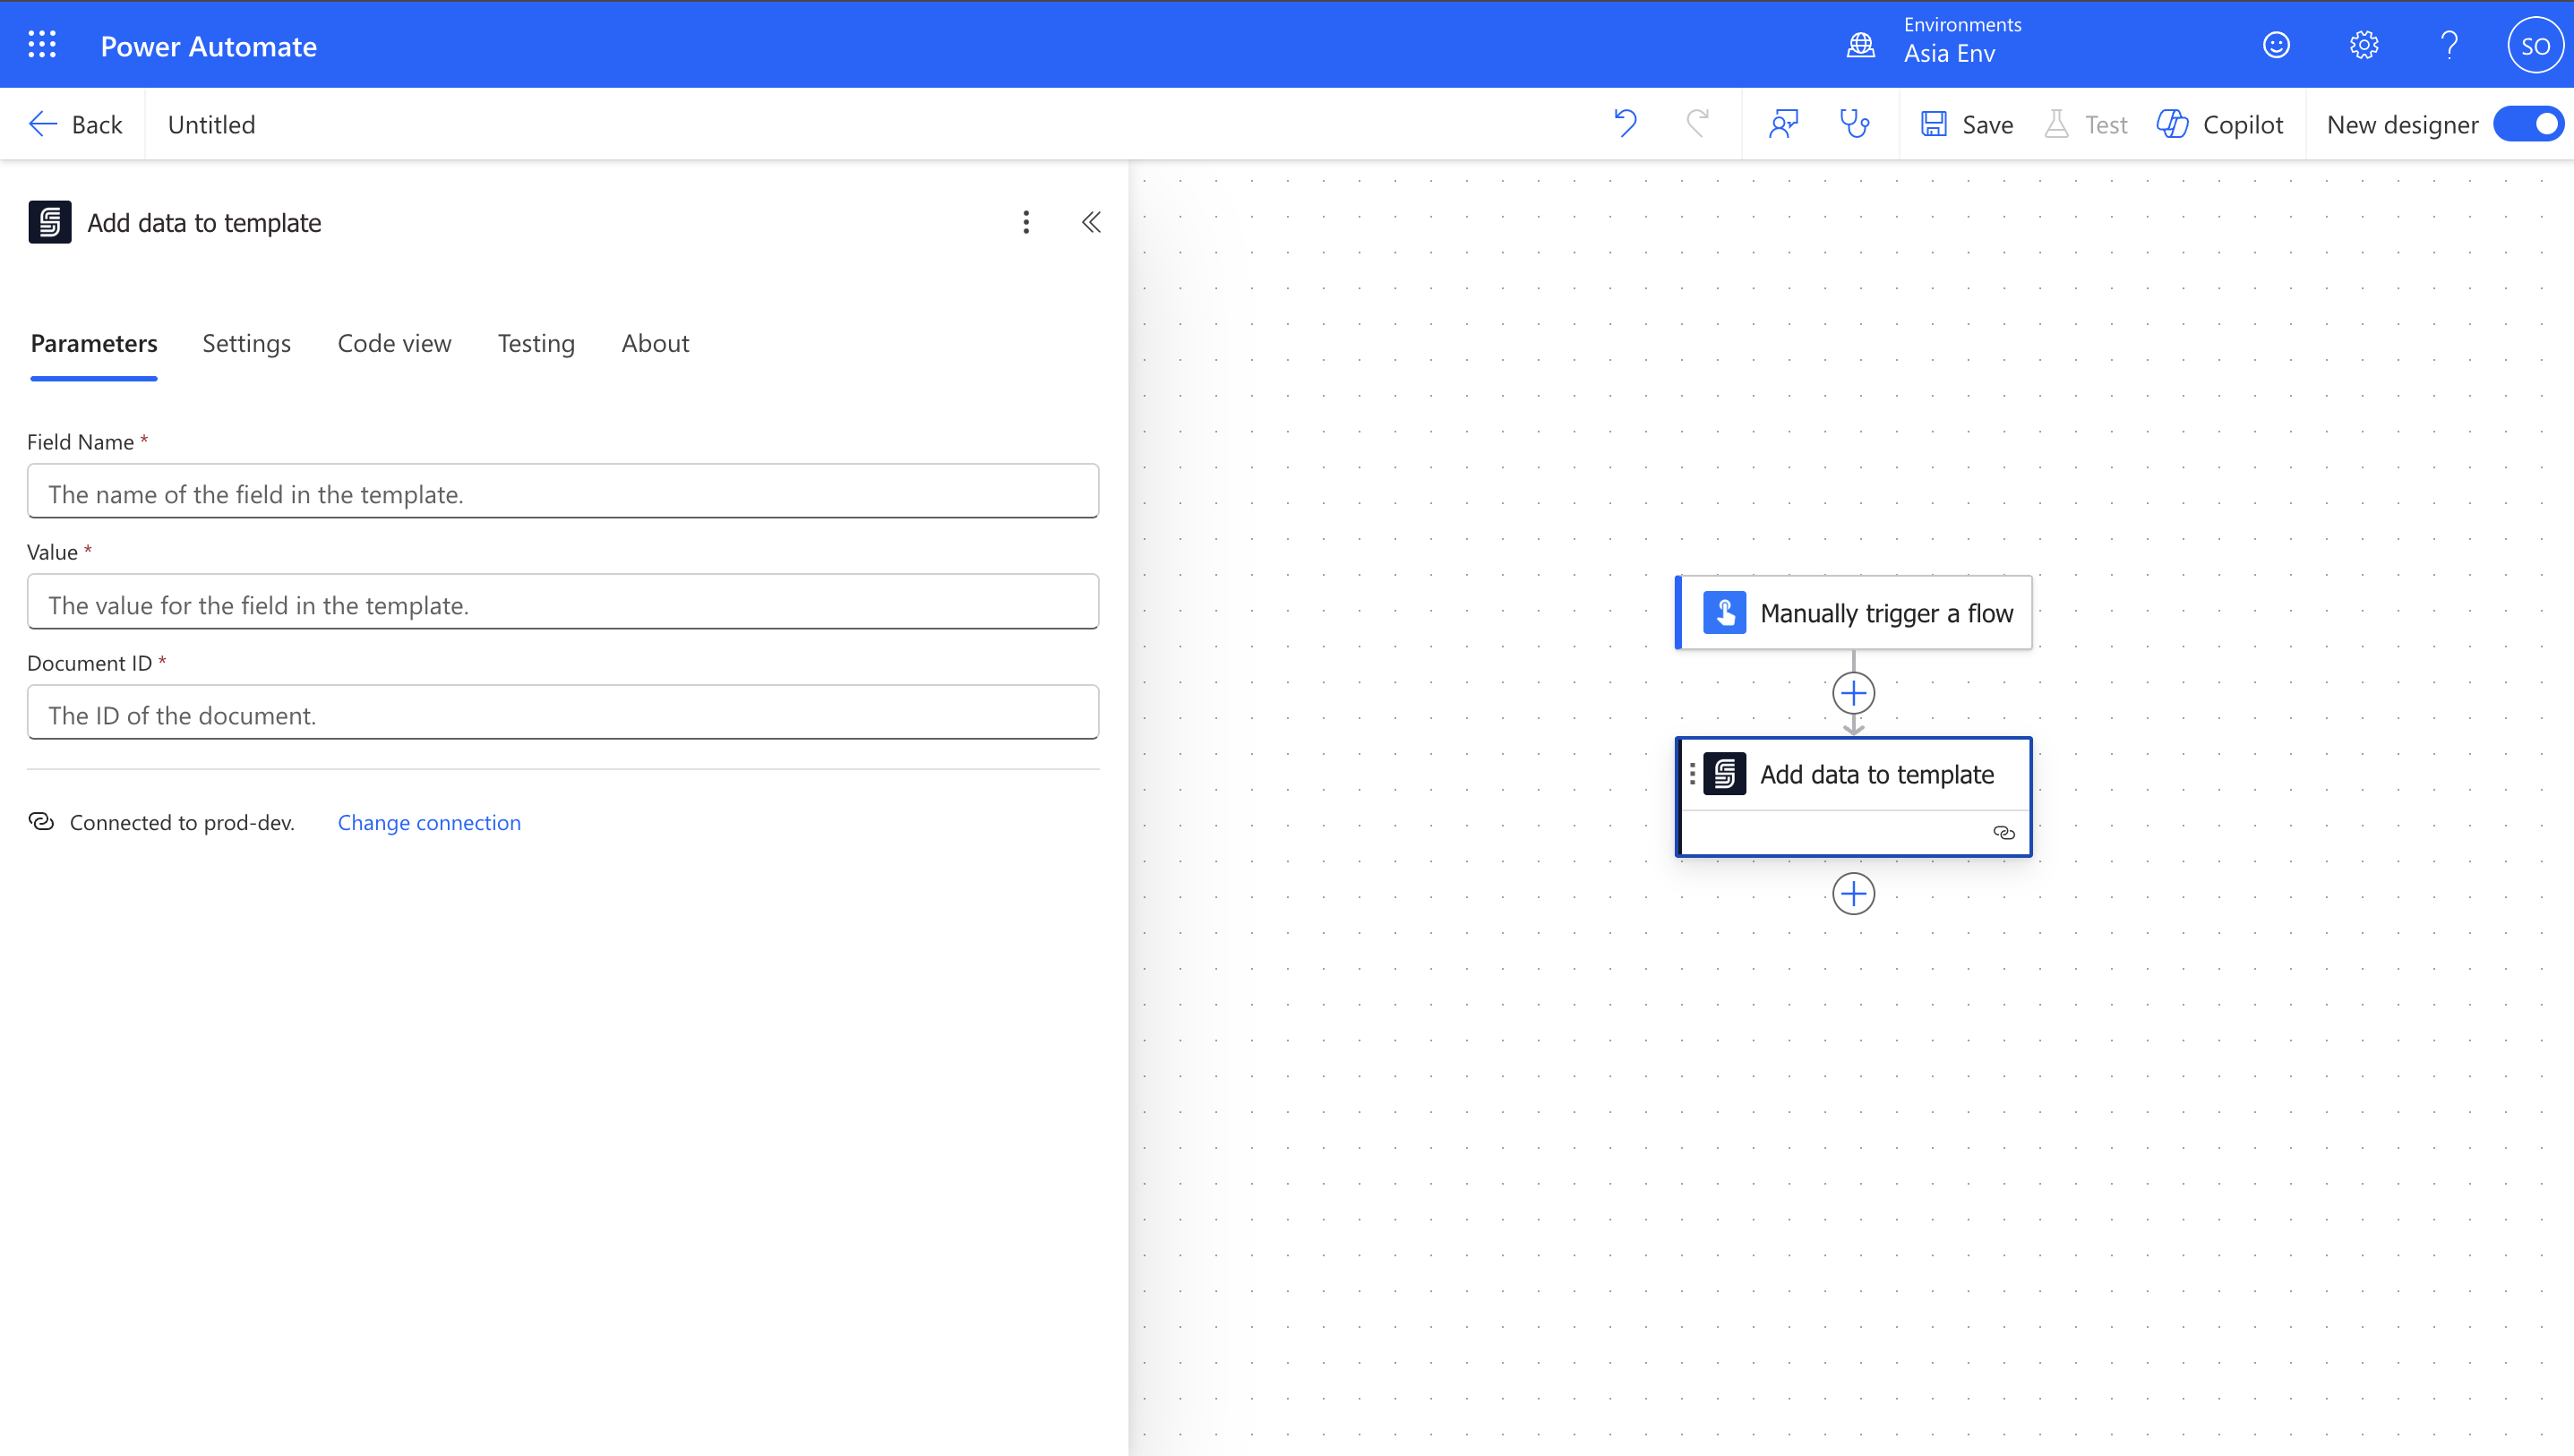 Power Automate
Environments
Asia Env
SO
Back
Untitled
Save
Test
Copilot
New designer
Add data to template
Parameters
Settings
Code view
Testing
About
Field Name *
The name of the field in the template.
Value *
The value for the field in the template.
Document ID *
The ID of the document.
Connected to prod-dev.
Change connection
Manually trigger a flow
Add data to template